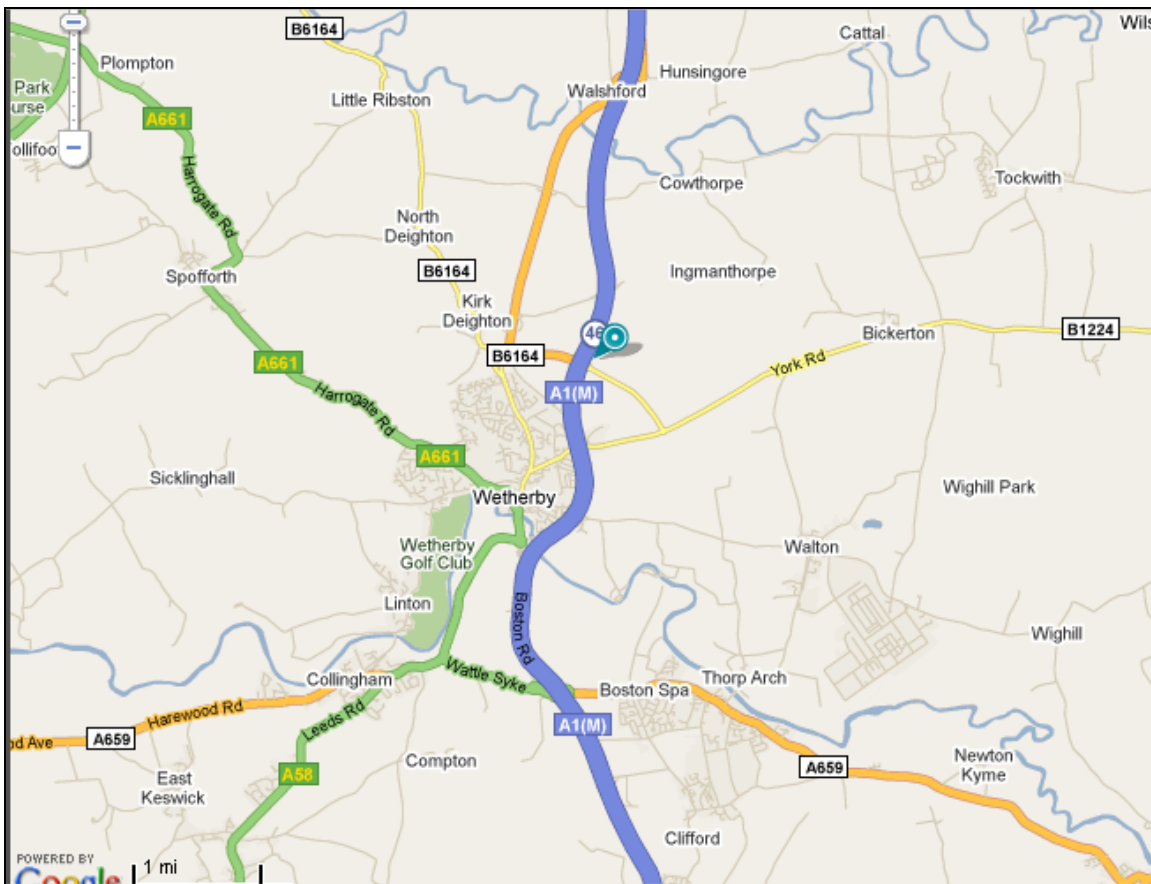 B6164
Wils
Cattal
Plompton
Hunsingore
Park
urse
Little Ribston
Walshford
A661
ollifoot
Harrogate Rd
Cowthorpe
Tockwith
North
Deighton
Spofforth
B6164
Ingmanthorpe
Kirk
Deighton
46
Bickerton
B1224
B6164
A661
York Rd
A1(M)
Harrogate Rd
A661
Sicklinghall
Wetherby
Wighill Park
Wetherby
Golf Club
Walton
Linton
Boston Rd
Wighill
Collingham
Wattle Syke
Thorp Arch
Boston Spa
Harewood Rd
Leeds Rd
A1(M)
A659
od Ave
Compton
A659
Newton
Kyme
A58
East
Keswick
Clifford
POWERED BY
Google
1 mi